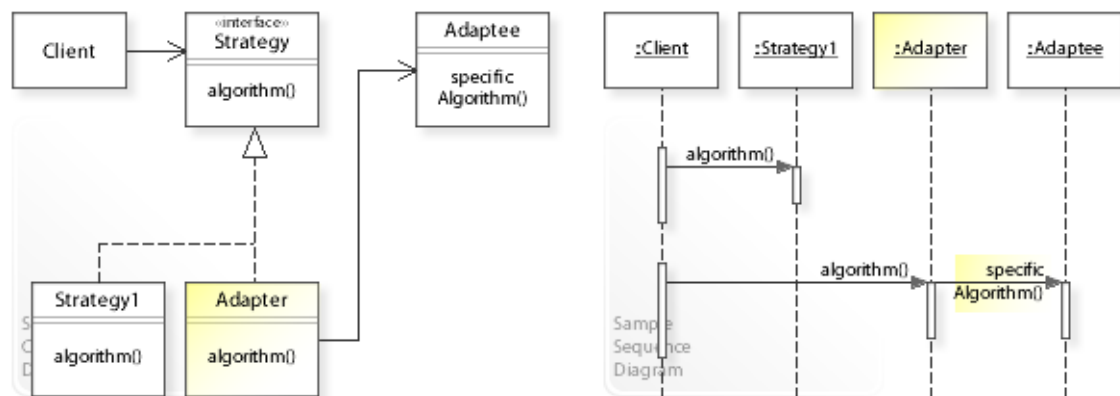 «interface»
Strategy
algorithm()
Client
Adaptee
specific
Algorithm()
Strategy1
algorithm()
Adapter
algorithm()
S
C
D
:Client
:Strategy1
:Adapter
:Adaptee
algorithm()
algorithm()
specific
Algorithm()
Sample
Sequence
Diagram